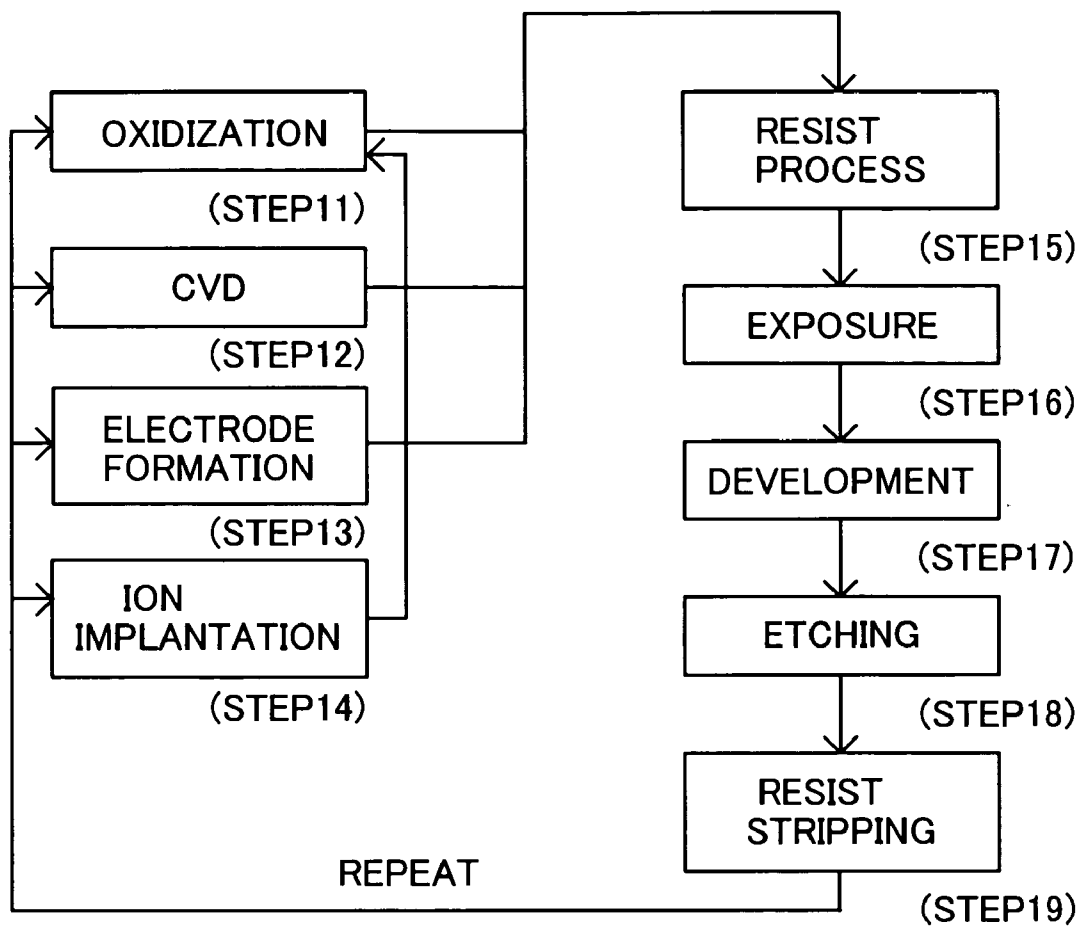 OXIDIZATION
(STEP11)
CVD
(STEP12)
ELECTRODE
FORMATION
(STEP13)
ION
IMPLANTATION
(STEP14)
RESIST
PROCESS
(STEP15)
EXPOSURE
(STEP16)
DEVELOPMENT
(STEP17)
ETCHING
(STEP18)
RESIST
STRIPPING
(STEP19)
REPEAT